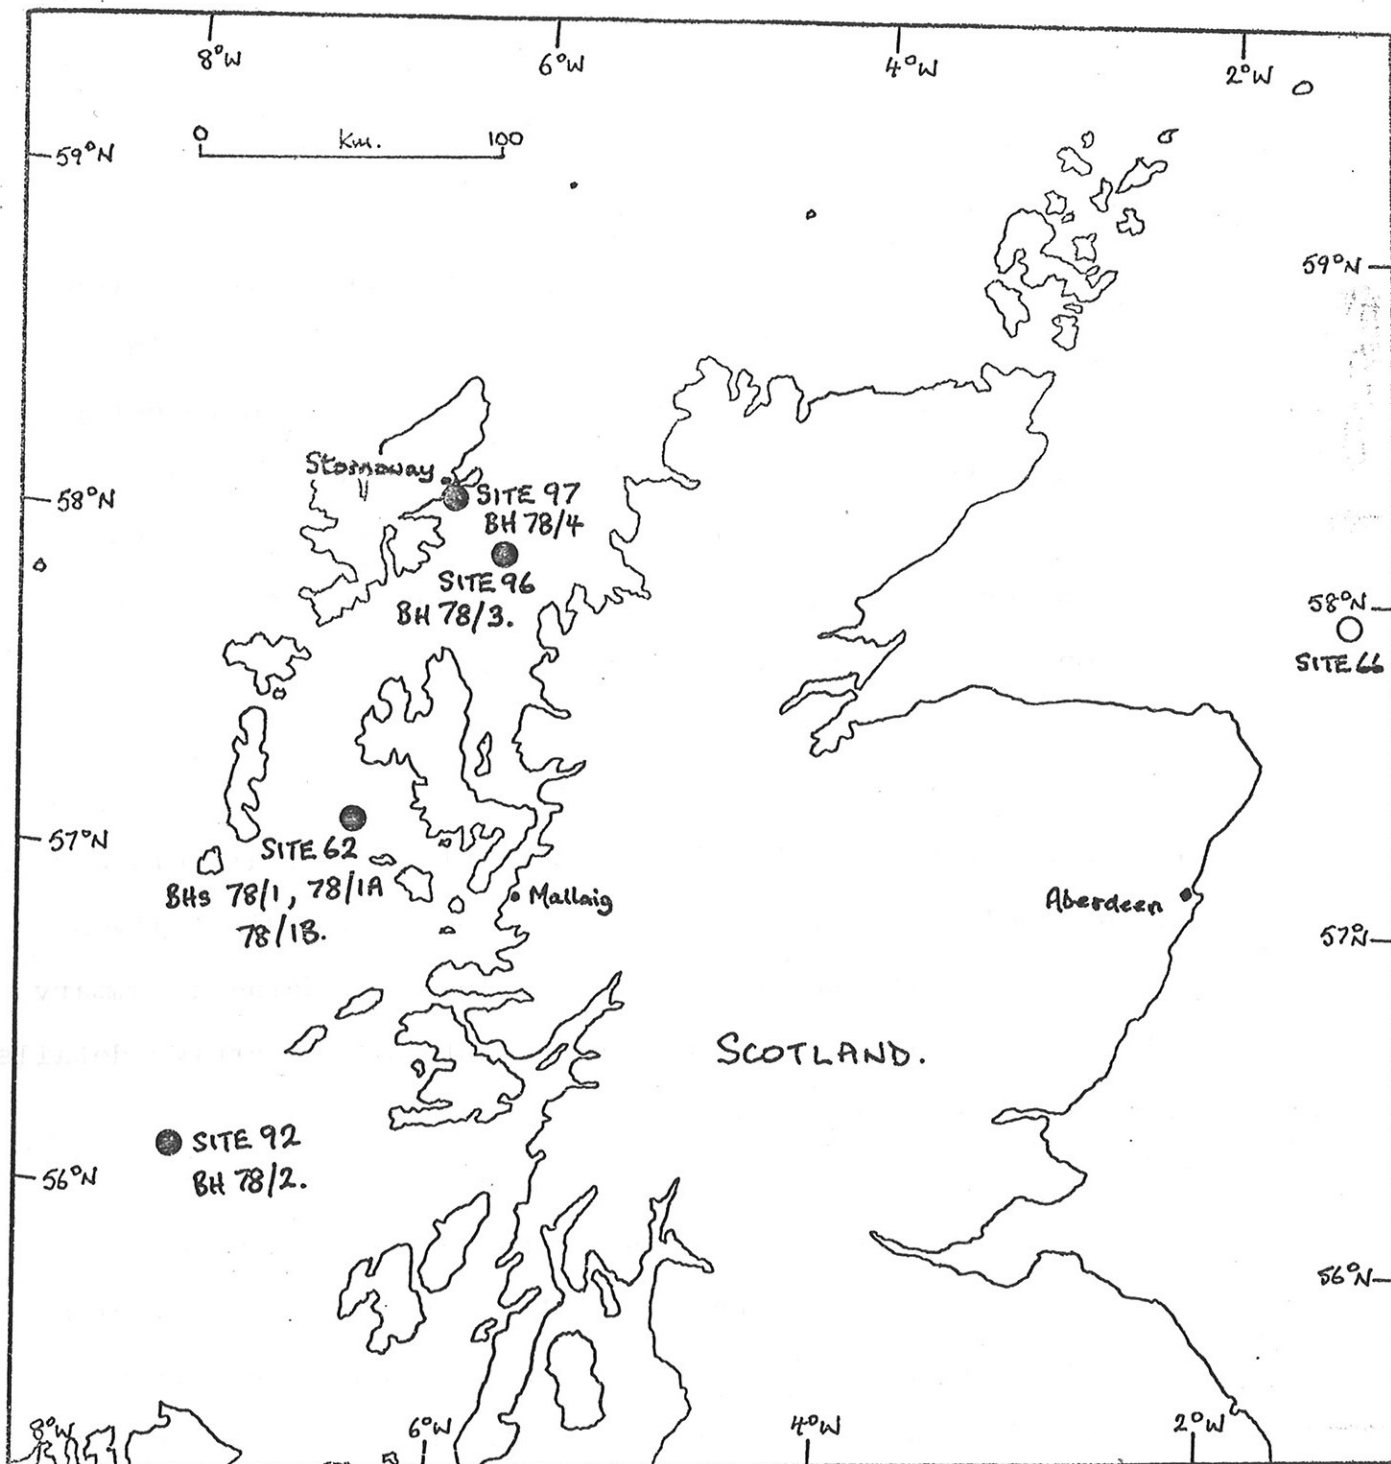 8°W
6°W
4°W
2°W
0 Km. 100
59°N
59°N
Stornoway
58°N
SITE 97
BH 78/4
SITE 96
BH 78/3.
58°N
SITE 66
57°N
SITE 62
BHs 78/1, 78/1A
78/1B.
Mallaig
Aberdeen
57°N
SCOTLAND.
SITE 92
56°N
BH 78/2.
56°N
8°W
6°W
4°W
2°W